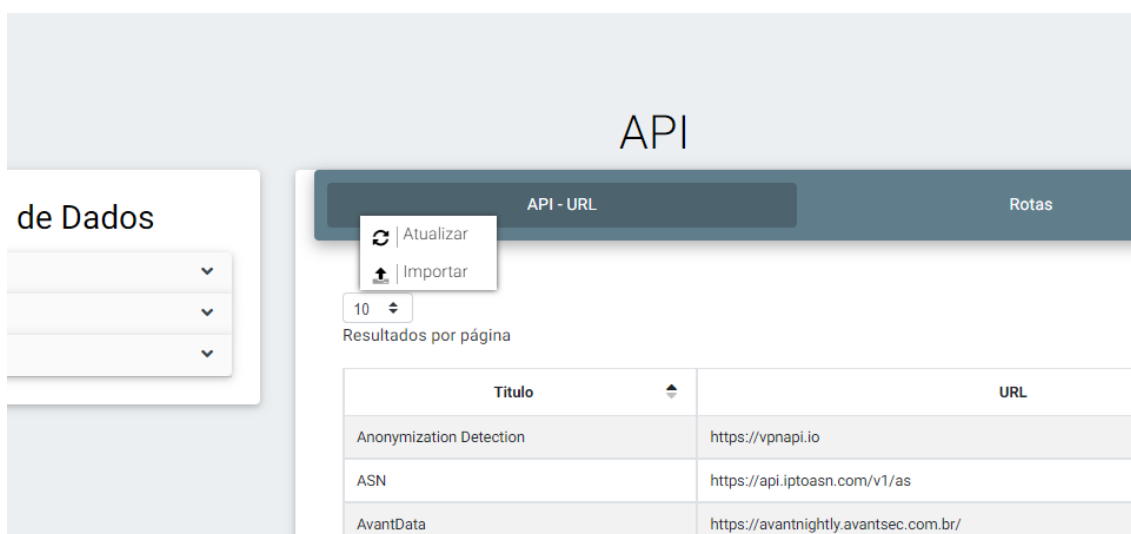 API
de Dados
API - URL
Rotas
Atualizar
Importar
10
Resultados por página
Titulo
URL
Anonymization Detection
https://vpnapi.io
ASN
https://api.iptoasn.com/v1/as
AvantData
https://avantnightly.avantsec.com.br/